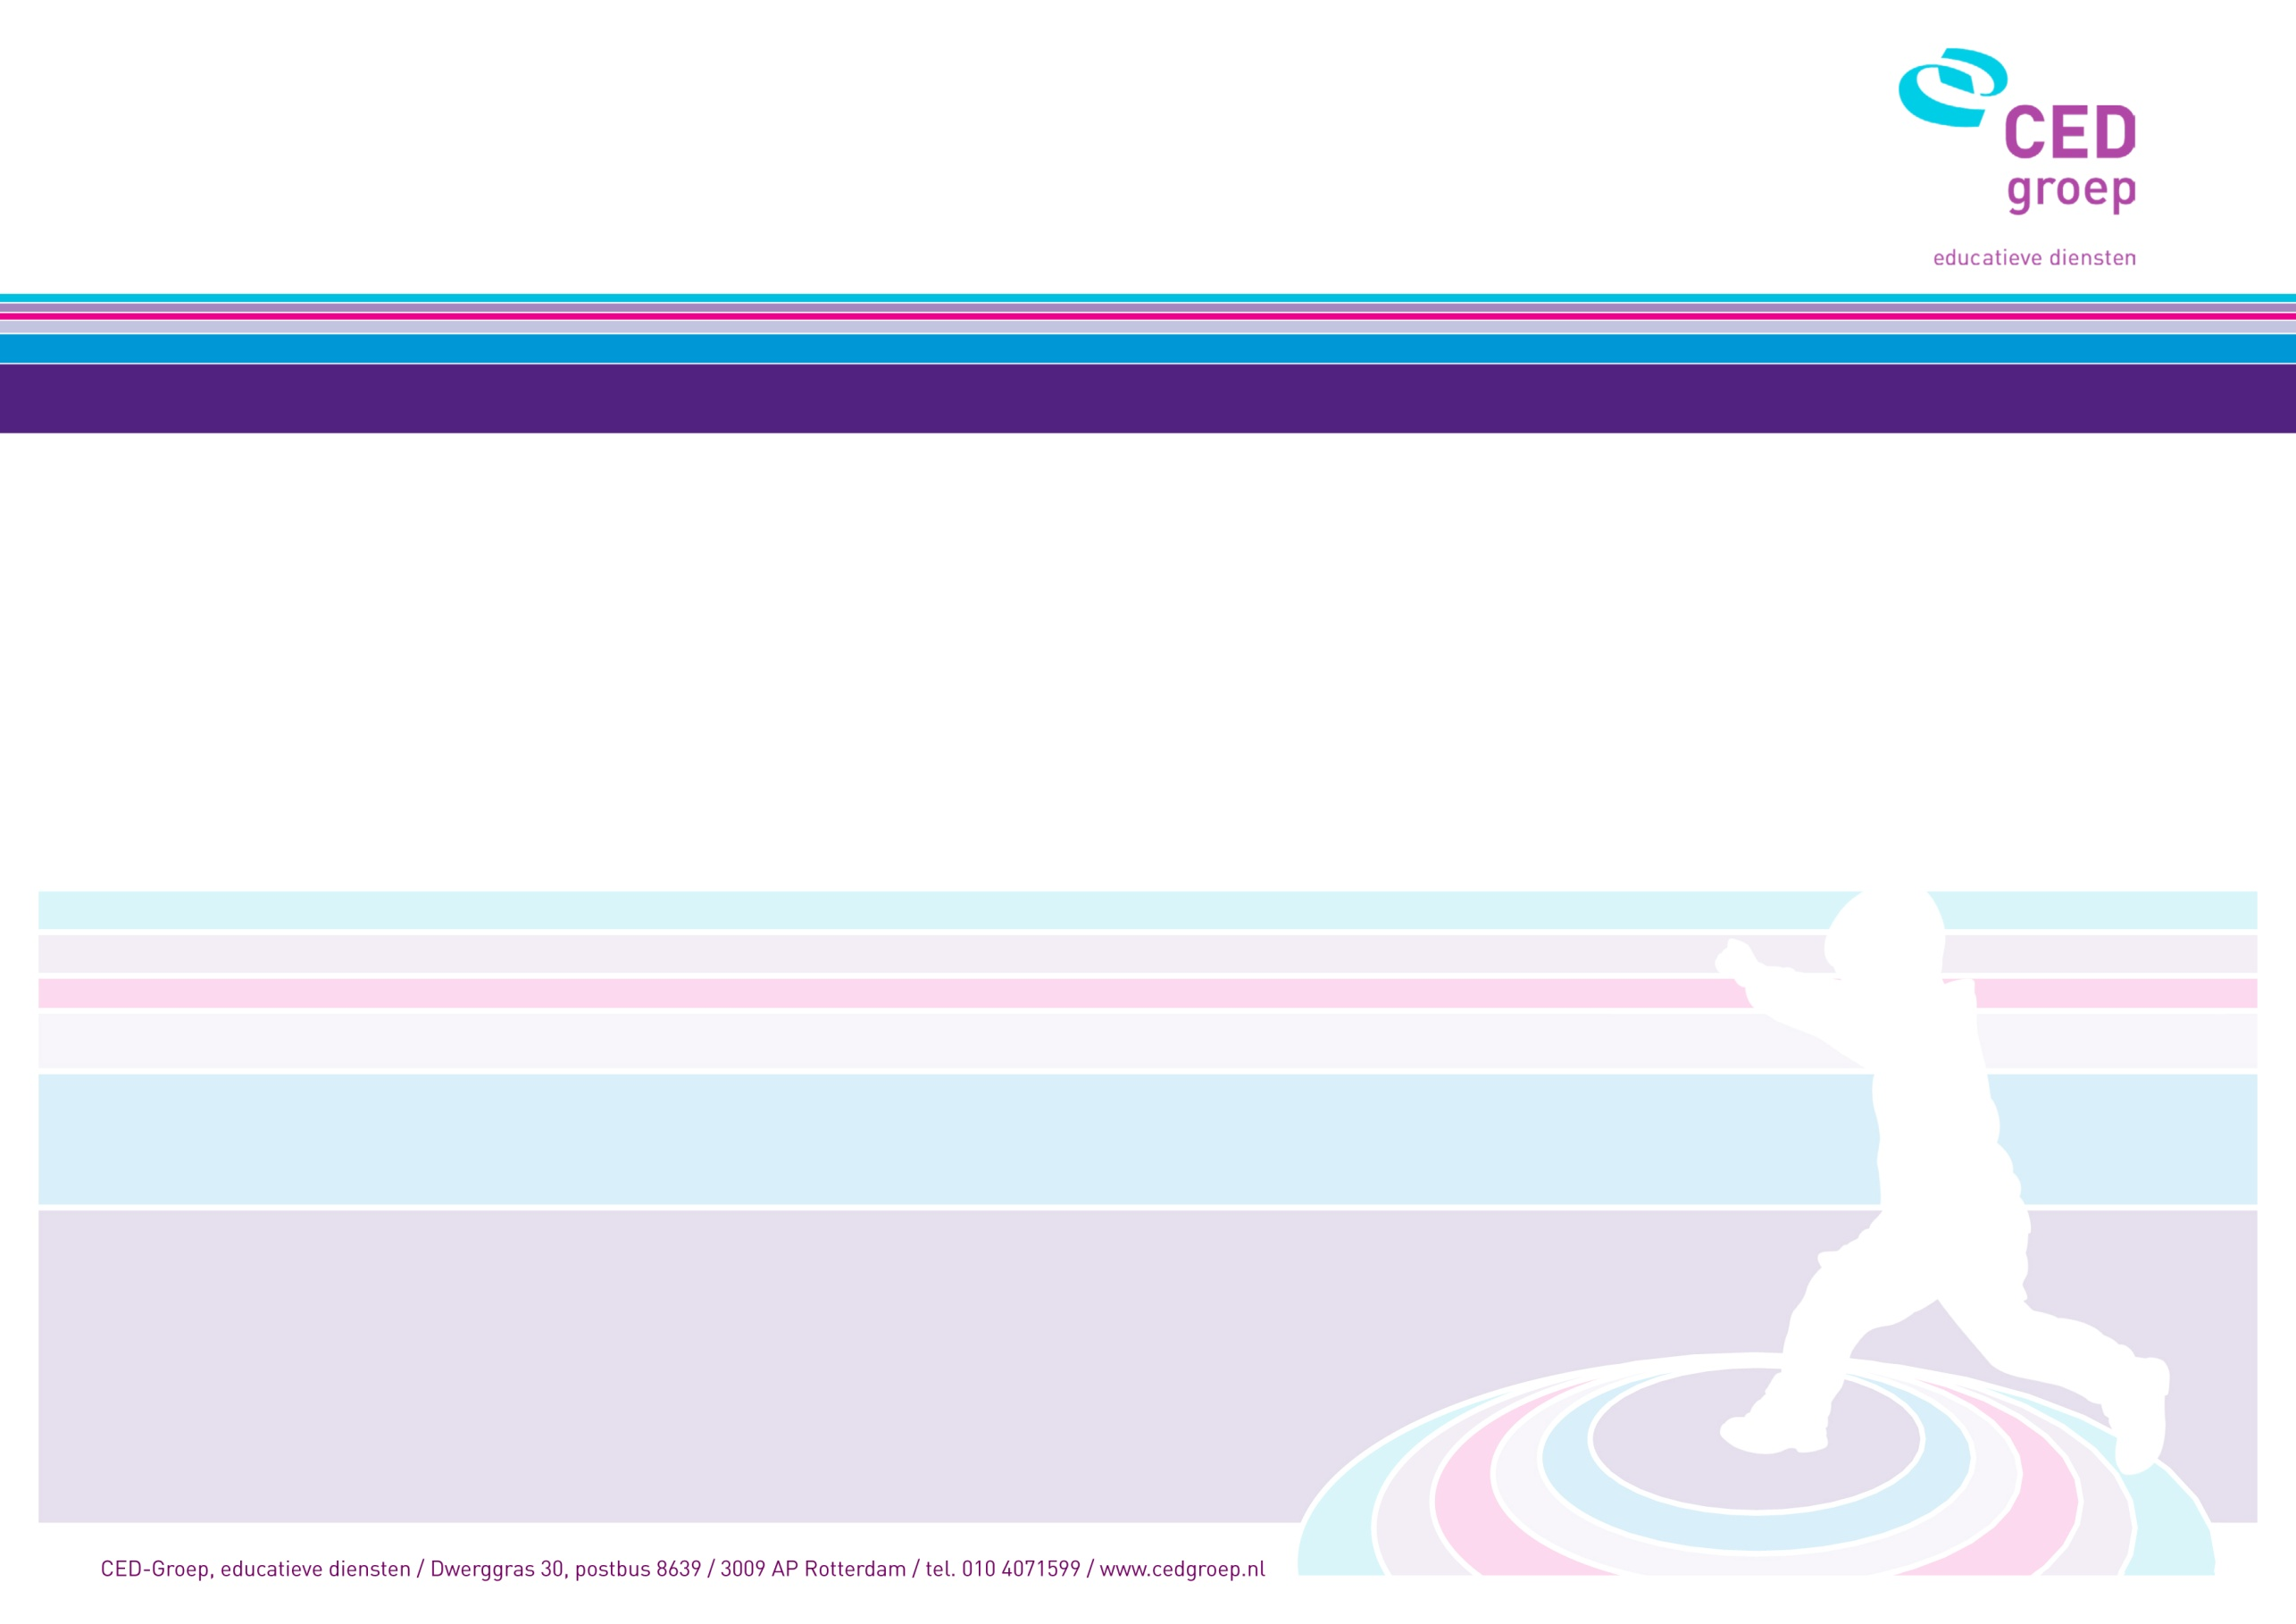 CED
groep
educatieve diensten
CED-Groep, educatieve diensten / Dwerggras 30, postbus 8639 / 3009 AP Rotterdam / tel. 010 4071599 / www.cedgroep.nl